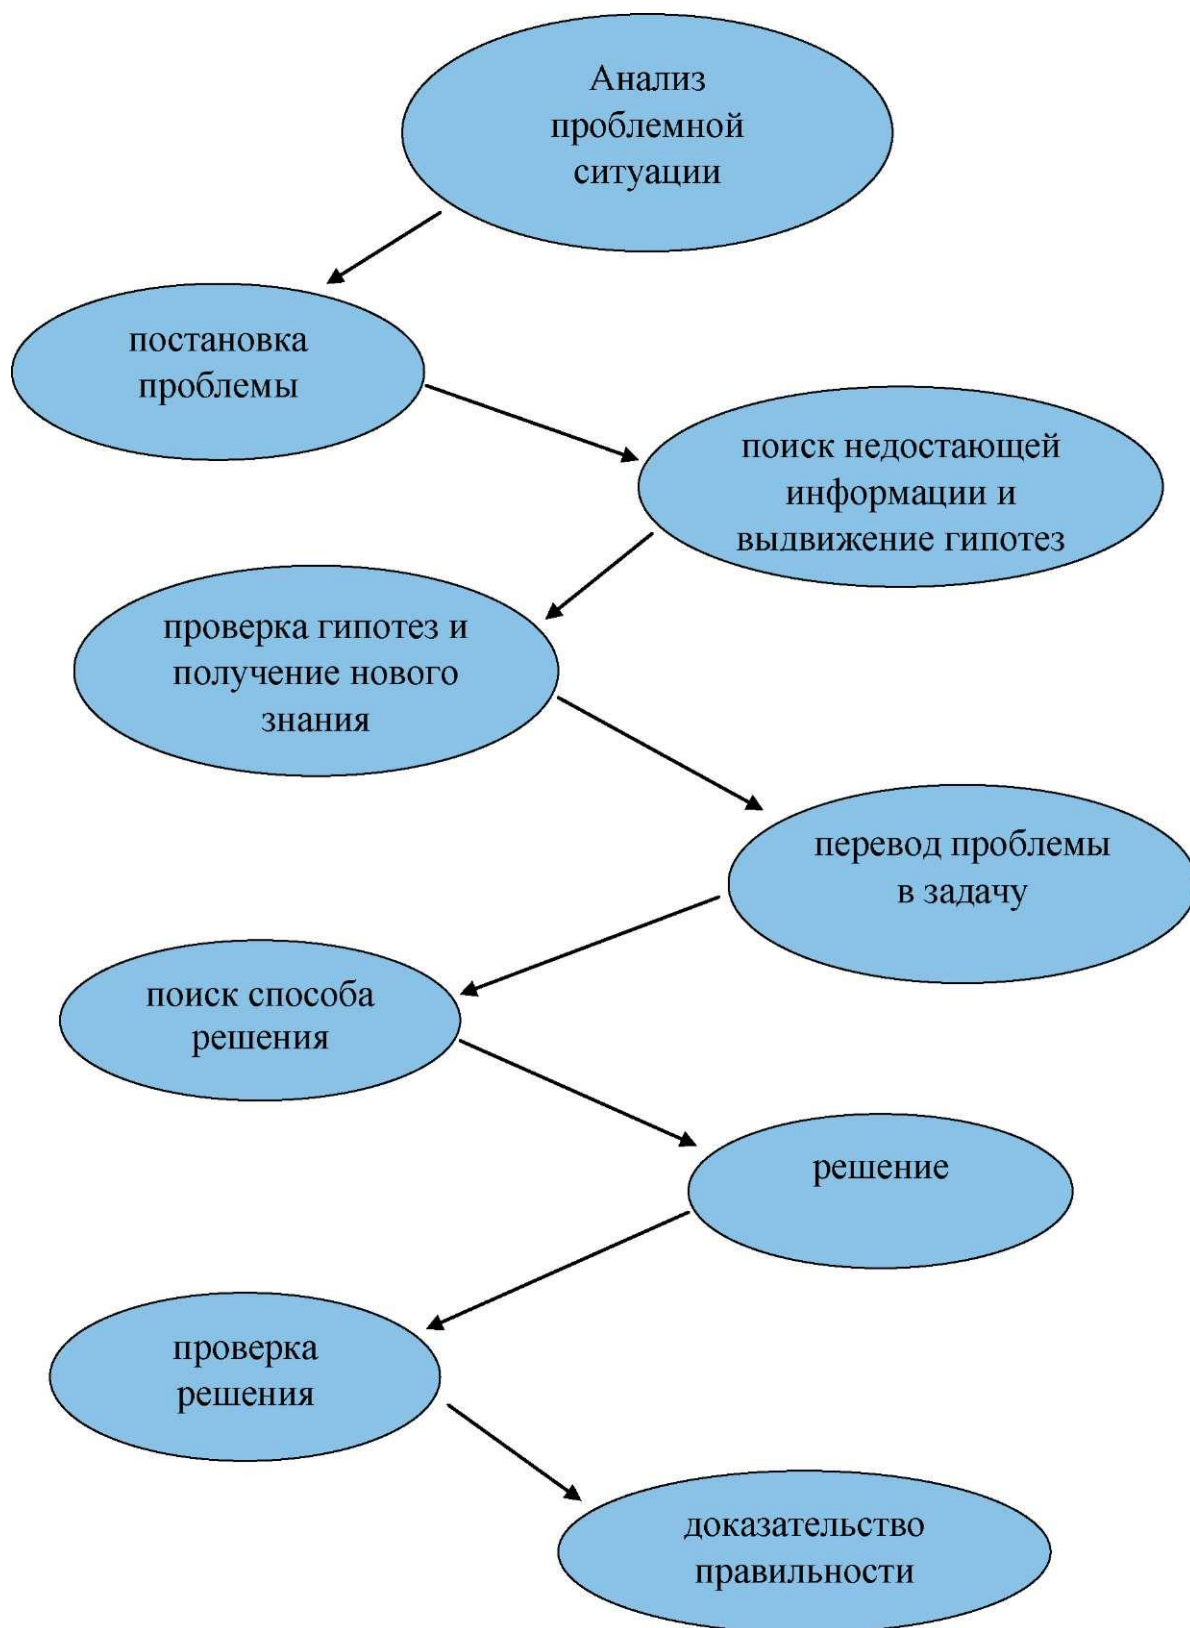 Анализ
проблемной
ситуации
постановка
проблемы
поиск недостающей
информации и
выдвижение гипотез
проверка гипотез и
получение нового
знания
перевод проблемы
в задачу
поиск способа
решения
решение
проверка
решения
доказательство
правильности